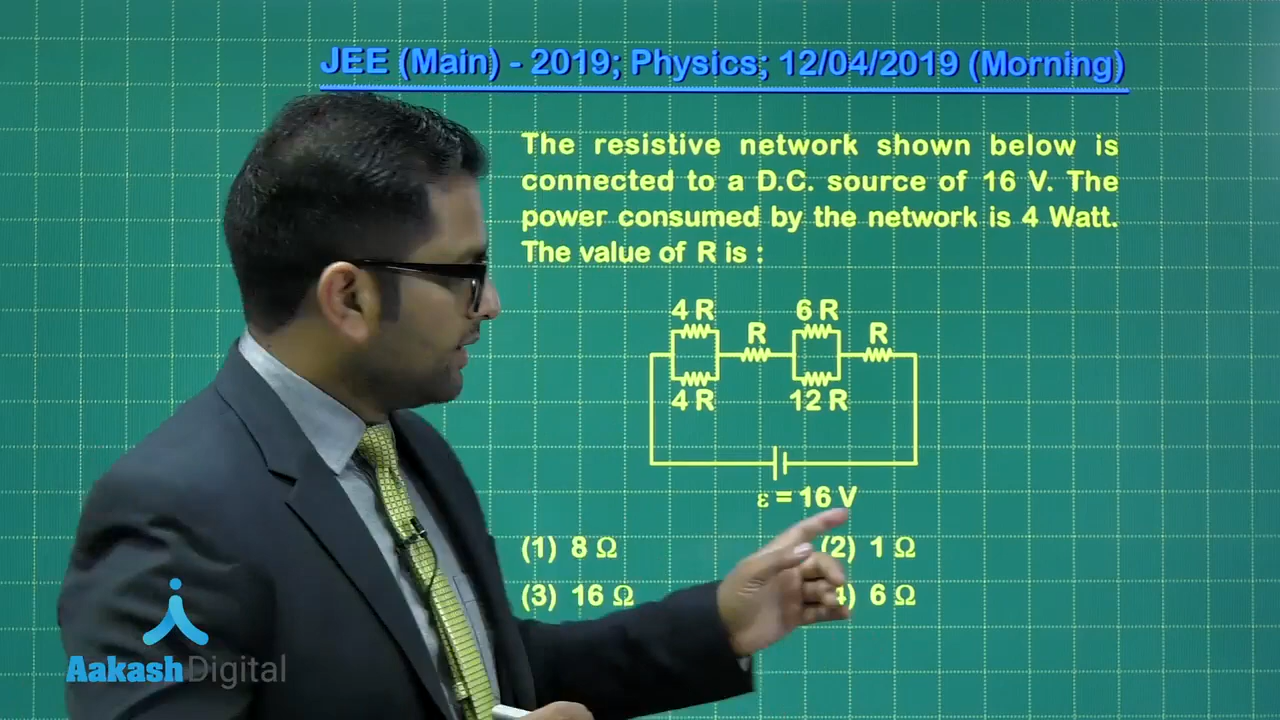 JEE (Main) - 2019; Physics; 12/04/2019 (Morning)
The resistive network shown below is
connected to a D.C. source of 16 V. The
power consumed by the network is 4 Watt.
The value of R is :
4 R
6 R
R
R
4 R
12 R
ε = 16 V
(1) 8 Ω
(2) 1 Ω
(3) 16 Ω
4) 6 Ω
Aakash Digital